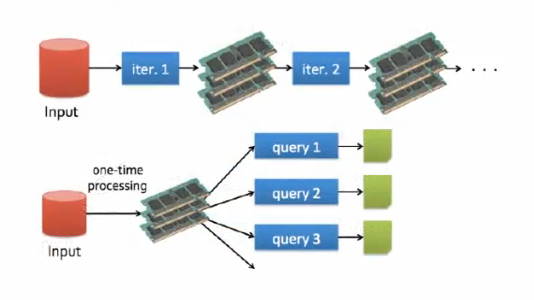 iter. 1
iter. 2
. . .
Input
one-time
processing
query 1
query 2
query 3
Input